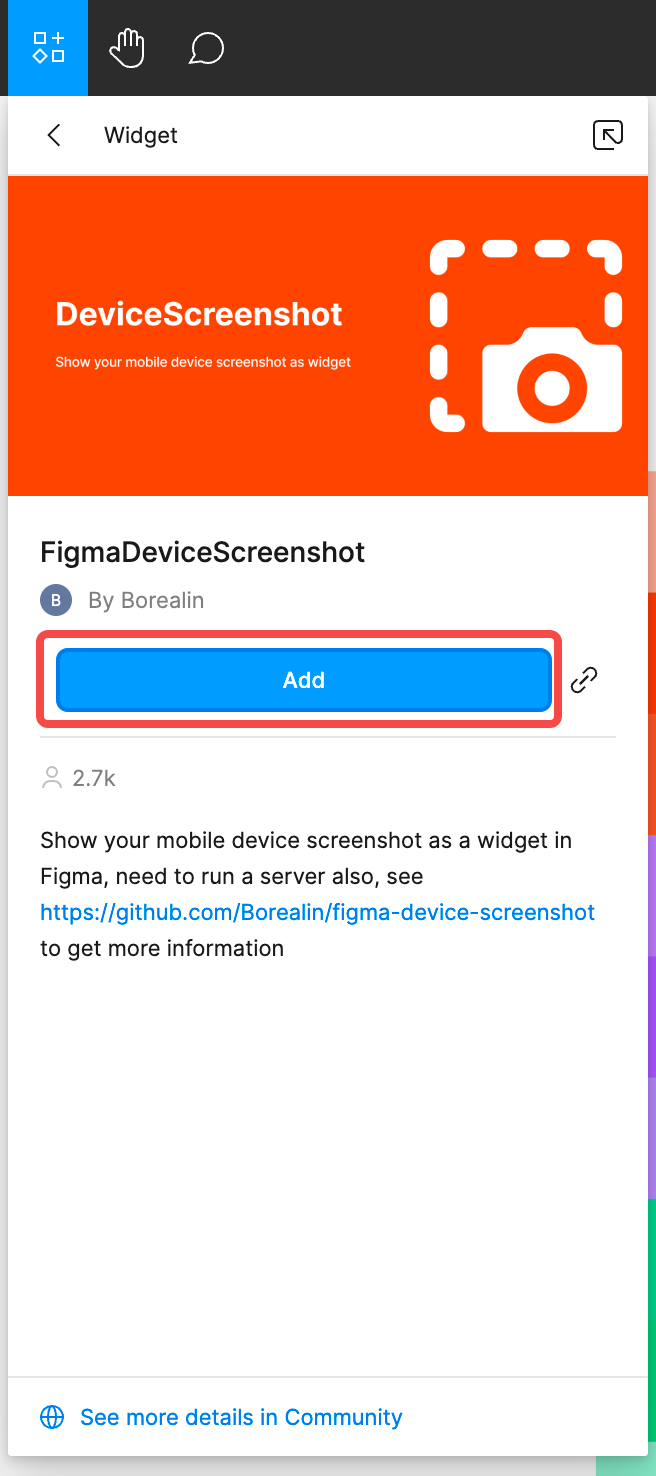 Widget
DeviceScreenshot
Show your mobile device screenshot as widget
FigmaDeviceScreenshot
B
By Borealin
Add
2.7k
Show your mobile device screenshot as a widget in
Figma, need to run a server also, see
https://github.com/Borealin/figma-device-screenshot
to get more information
See more details in Community